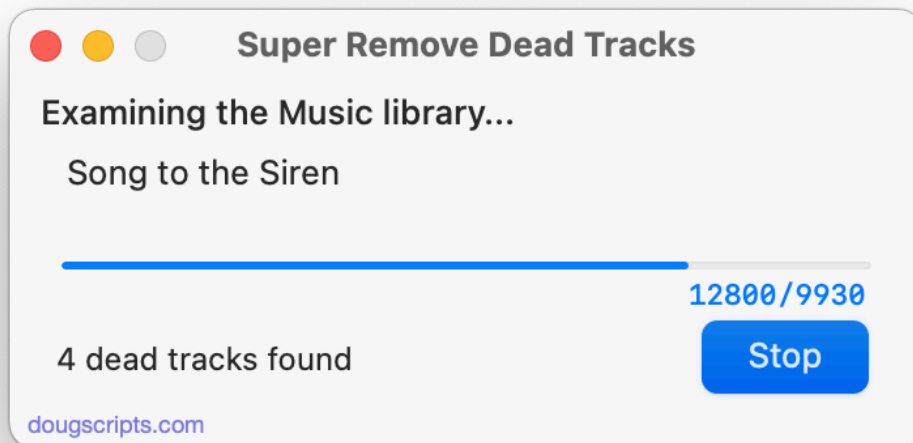 Super Remove Dead Tracks
Examining the Music library...
Song to the Siren
12800/9930
4 dead tracks found
Stop
dougscripts.com